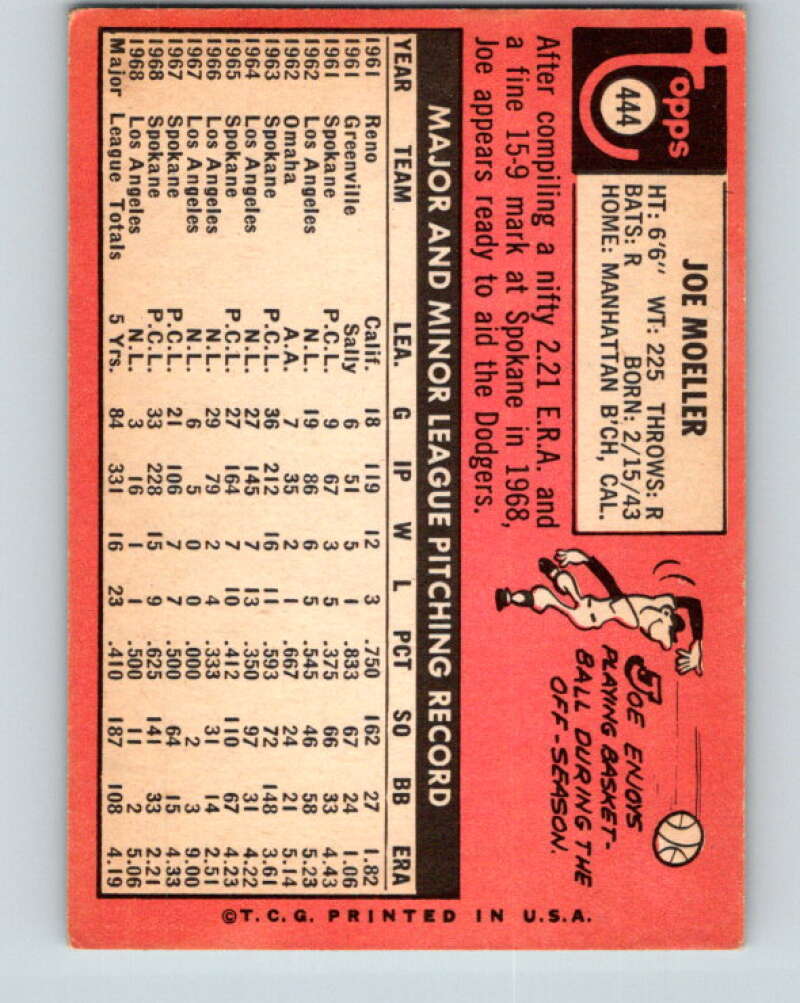 Topps
444
JOE MOELLER
HT: 6'6" WT: 225 THROWS: R
BATS: R BORN: 2/15/43
HOME: MANHATTAN B'CH, CAL.
JOE ENJOYS
PLAYING BASKET-
BALL DURING THE
OFF-SEASON.
After compiling a nifty 2.21 E.R.A. and
a fine 15-9 mark at Spokane in 1968,
Joe appears ready to aid the Dodgers.
MAJOR AND MINOR LEAGUE PITCHING RECORD
YEAR TEAM LEA. G IP W L PCT SO BB ERA
1961 Reno Calif. 18 119 12 3 .750 162 27 1.82
1961 Greenville Sally 6 51 5 1 .833 67 24 1.06
1961 Spokane P.C.L. 9 67 3 5 .375 66 33 4.43
1962 Los Angeles N.L. 19 86 6 5 .545 46 58 5.23
1962 Omaha A.A. 7 35 2 1 .667 24 21 5.14
1963 Spokane P.C.L. 36 212 16 11 .593 72 148 3.61
1964 Los Angeles N.L. 27 145 7 13 .350 97 31 4.22
1965 Spokane P.C.L. 27 164 7 10 .412 110 67 4.23
1966 Los Angeles N.L. 29 79 2 4 .333 31 14 2.51
1967 Los Angeles N.L. 6 5 0 0 .000 2 3 9.00
1967 Spokane P.C.L. 21 106 7 7 .500 64 15 4.33
1968 Spokane P.C.L. 33 228 15 9 .625 141 33 2.21
1968 Los Angeles N.L. 3 16 1 1 .500 11 2 5.06
Major League Totals 5 Yrs. 84 331 16 23 .410 187 108 4.19
©T.C.G. PRINTED IN U.S.A.